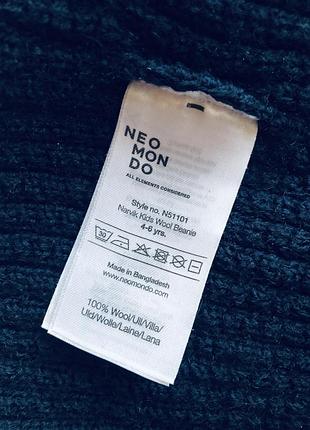 NEO
MON
DO
ALL ELEMENTS CONSIDERED
Style no. N51101
Narvik Kids Wool Beanie
4-6 yrs.
30
Made in Bangladesh
www.neomondo.com
100% Wool/Ull/Villa/
Uld/Wolle/Laine/Lana